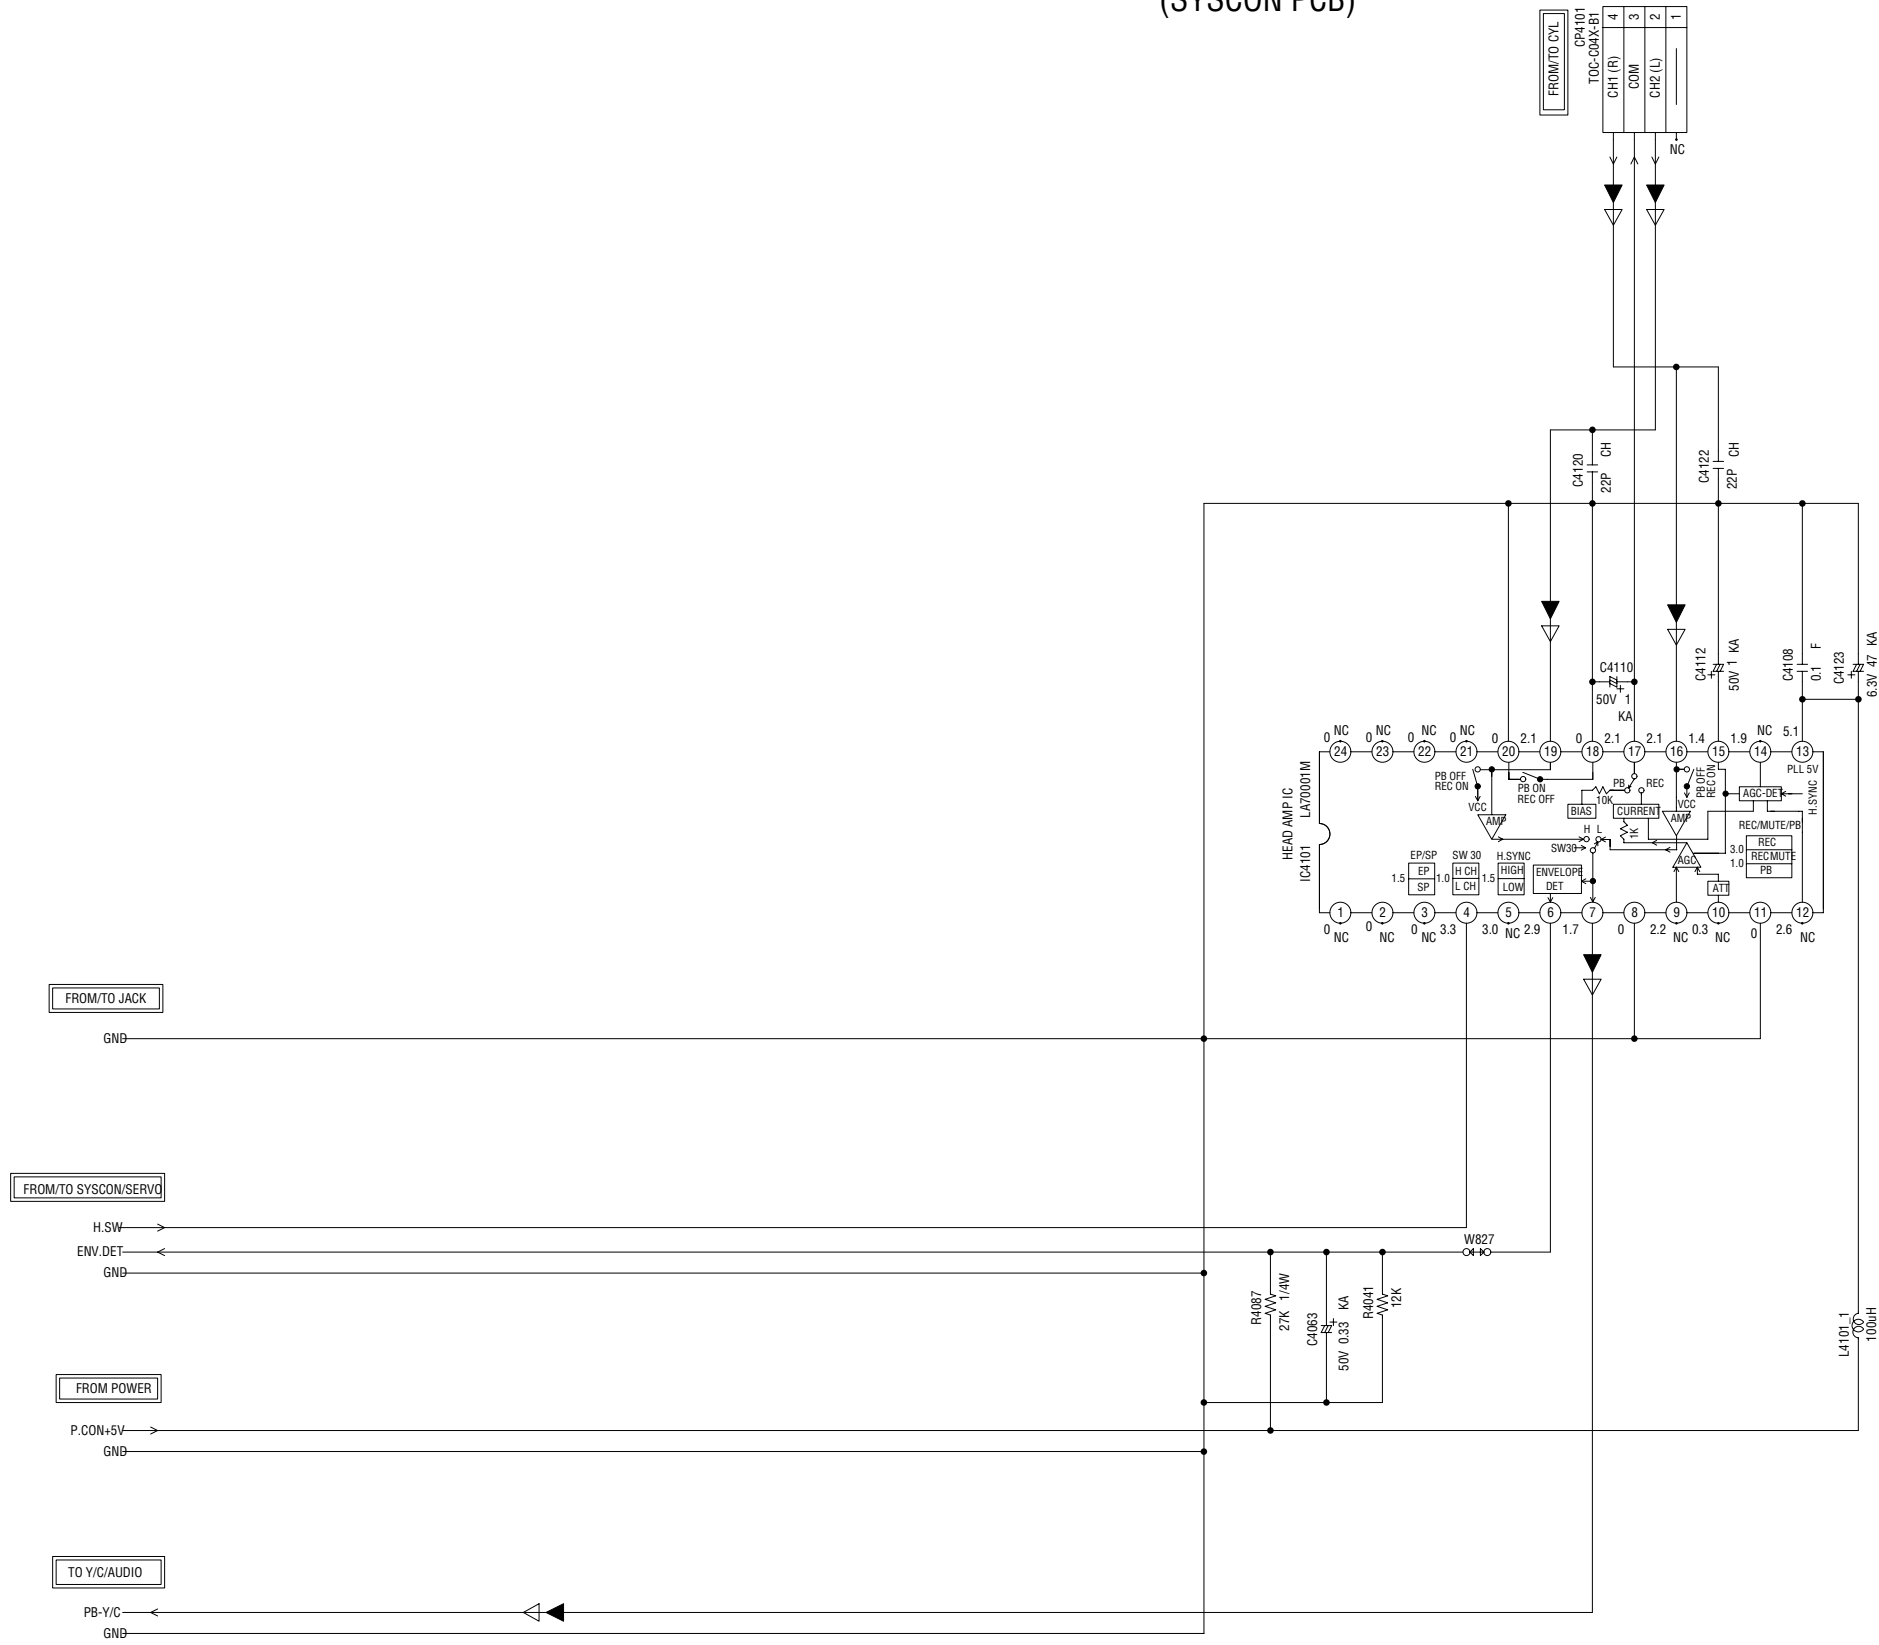 (SYSCON PCB)
FROM/TO CYL
CP4101
TOC-C04X-B1
4
3
2
1
CH1 (R)
COM
CH2 (L)
NC
C4120
22P
CH
C4122
22P
CH
C4110
50V 1
KA
+
C4112
+
50V 1 KA
C4108
0.1 F
C4123
+
6.3V 47 KA
0 NC
0 NC
0 NC
0 NC
0
2.1
0
2.1
2.1
1.4
1.9
NC
5.1
24
23
22
21
20
19
18
17
16
15
14
13
HEAD AMP IC
IC4101
LA70001M
PB OFF
REC ON
VCC
AMP
PB ON
REC OFF
PB
REC
10K
BIAS
CURRENT
1K
VCC
PB OFF
REC ON
AMP
PLL 5V
AGC-DET
H.SYNC
H L
SW30
AGC
ATT
REC/MUTE/PB
3.0
REC
REC MUTE
1.0
PB
EP/SP
1.5
EP
SP
SW 30
1.0
H CH
L CH
H.SYNC
1.5
HIGH
LOW
ENVELOPE
DET
1
2
3
4
5
6
7
8
9
10
11
12
0 NC
0 NC
0 NC
3.3
3.0 NC
2.9
1.7
0
2.2 NC
0.3 NC
0
2.6 NC
FROM/TO JACK
GND
FROM/TO SYSCON/SERVO
H.SW
ENV.DET
GND
W827
R4087
27K 1/4W
C4063
+
50V 0.33 KA
R4041
12K
L4101_1
100uH
FROM POWER
P.CON+5V
GND
TO Y/C/AUDIO
PB-Y/C
GND